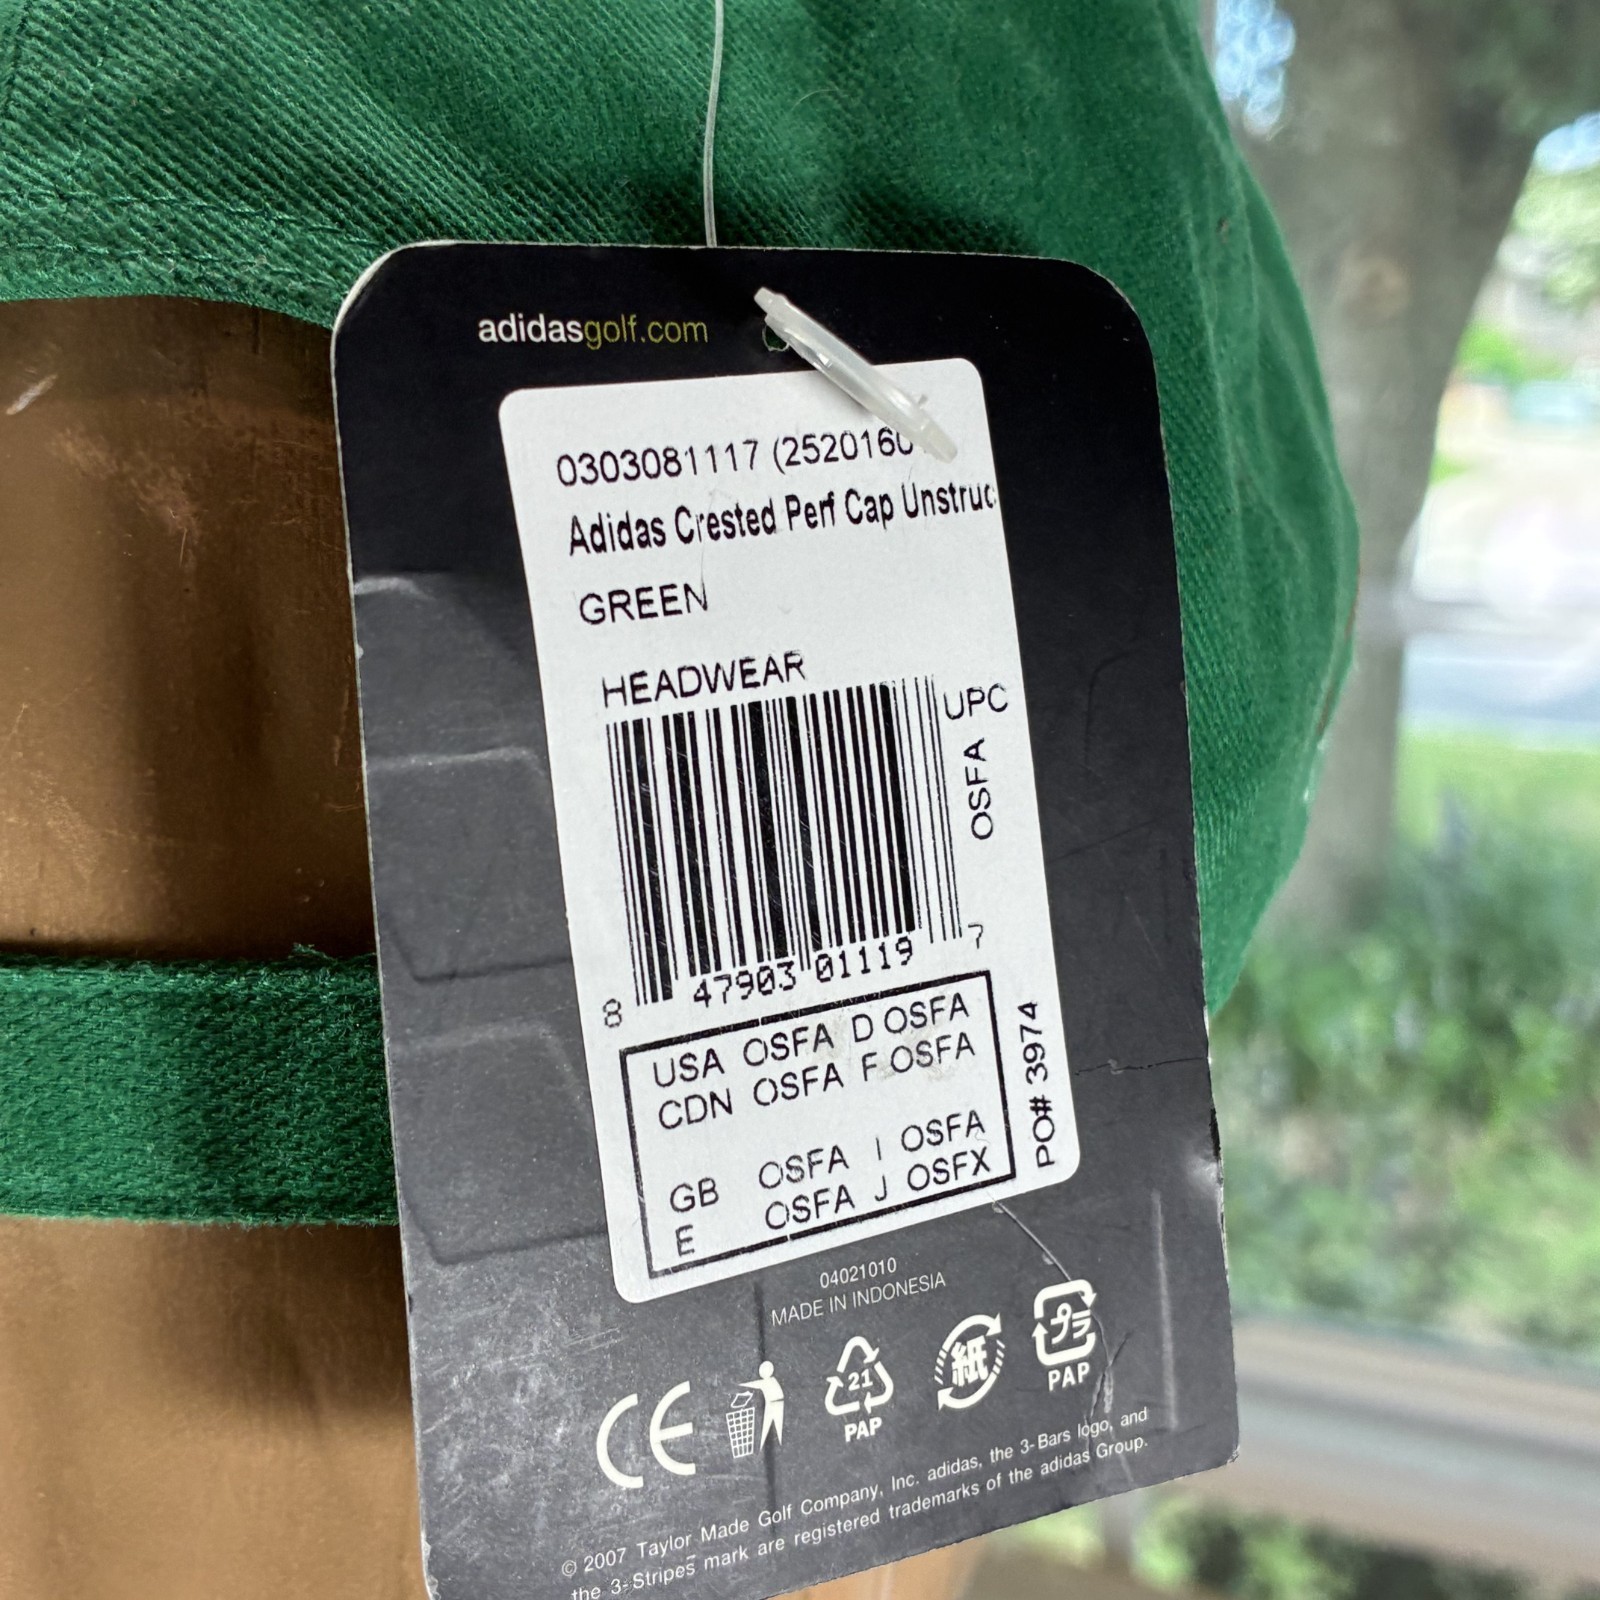 adidasgolf.com
0303081117 (2520160
Adidas Crested Perf Cap Unstruc
GREEN
HEADWEAR
UPC
OSFA
8 47903 01119 7
USA OSFA D OSFA
CDN OSFA F OSFA
GB OSFA I OSFA
E OSFA J OSFX
PO# 3974
04021010
MADE IN INDONESIA
CE
21
PAP
紙
プラ
PAP
© 2007 Taylor Made Golf Company, Inc. adidas, the 3-Bars logo, and
the 3-Stripes mark are registered trademarks of the adidas Group.